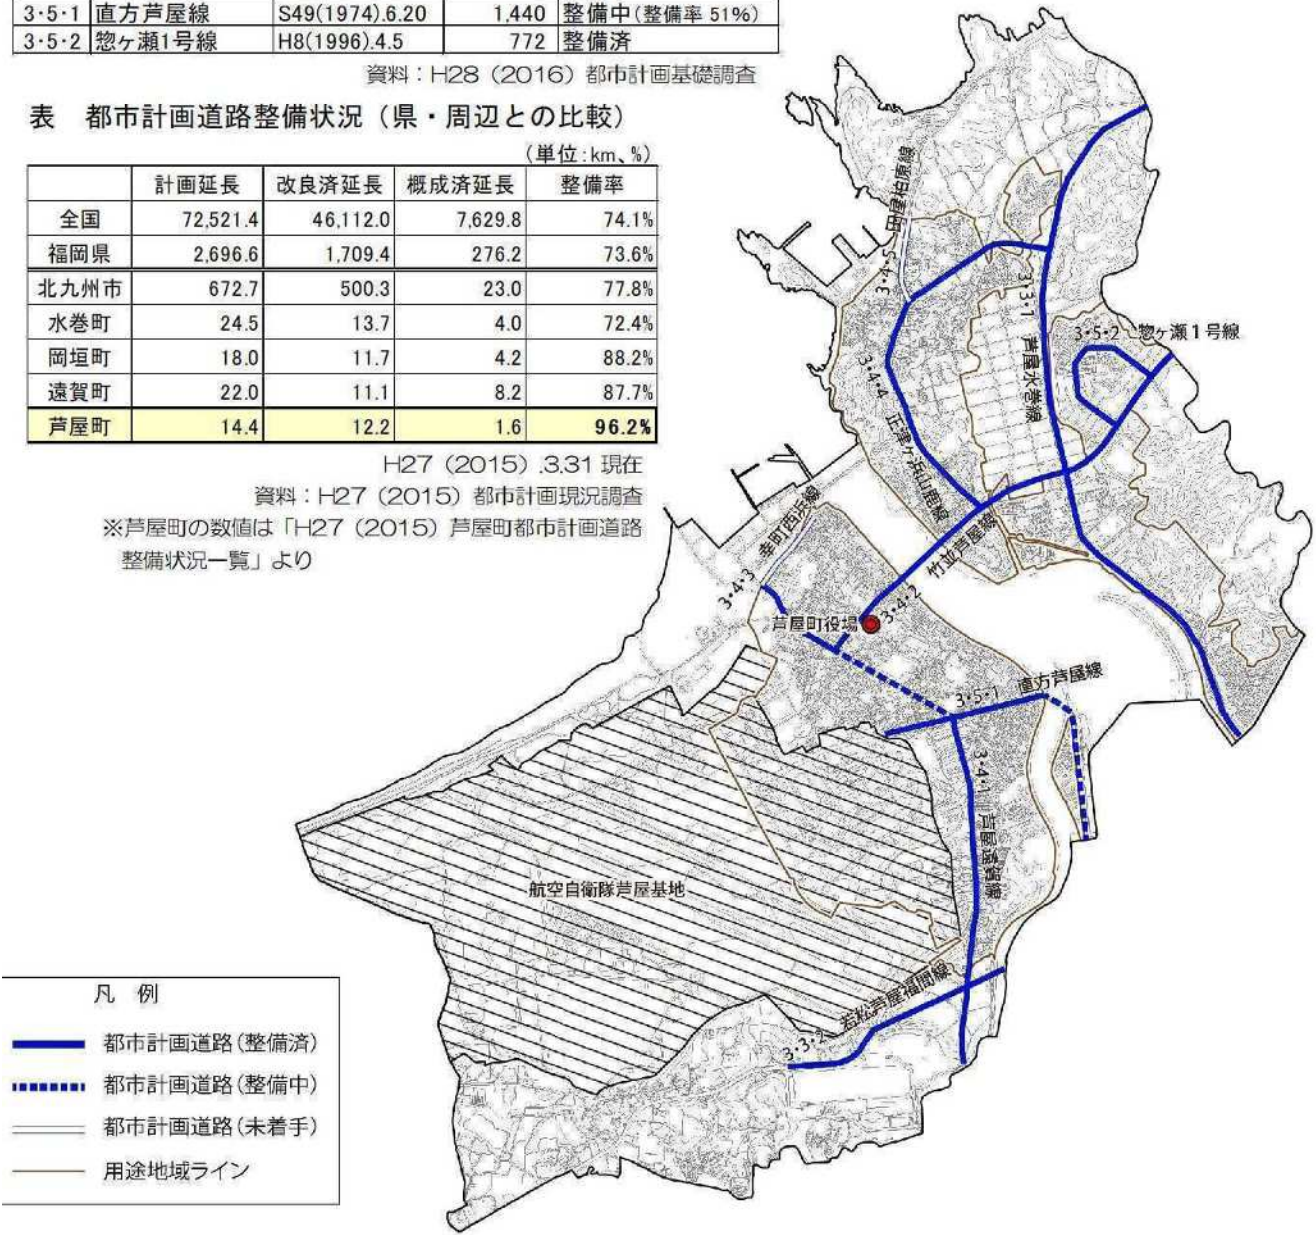 3・5・1 直方芦屋線 S49(1974).6.20 1,440 整備中(整備率 51%)
3・5・2 惣ヶ瀬1号線 H8(1996).4.5 772 整備済
資料：H28（2016）都市計画基礎調査
表　都市計画道路整備状況（県・周辺との比較）
（単位:km、%）
計画延長 改良済延長 概成済延長 整備率
全国 72,521.4 46,112.0 7,629.8 74.1%
福岡県 2,696.6 1,709.4 276.2 73.6%
北九州市 672.7 500.3 23.0 77.8%
水巻町 24.5 13.7 4.0 72.4%
岡垣町 18.0 11.7 4.2 88.2%
遠賀町 22.0 11.1 8.2 87.7%
芦屋町 14.4 12.2 1.6 96.2%
H27（2015）.3.31 現在
資料：H27（2015）都市計画現況調査
※芦屋町の数値は「H27（2015）芦屋町都市計画道路
整備状況一覧」より
3・4・5 田屋柏原線
3・3・1 芦屋水巻線
3・5・2 惣ヶ瀬1号線
3・4・4 正津ヶ浜山鹿線
3・4・3 幸町西浜線
3・4・2 竹並芦屋線
芦屋町役場
3・5・1 直方芦屋線
3・4・1 芦屋遠賀線
航空自衛隊芦屋基地
3・3・2 若松芦屋福間線
凡 例
都市計画道路(整備済)
都市計画道路(整備中)
都市計画道路(未着手)
用途地域ライン